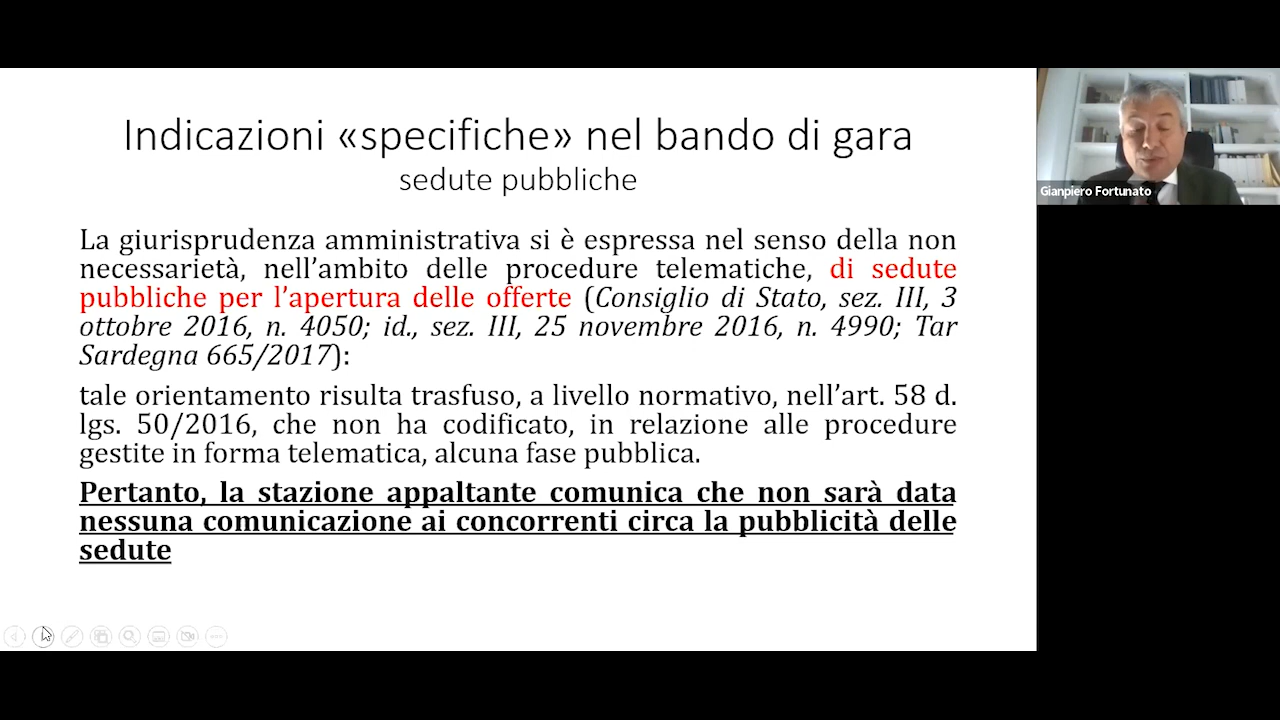 Indicazioni «specifiche» nel bando di gara
sedute pubbliche
La giurisprudenza amministrativa si è espressa nel senso della non
necessarietà, nell’ambito delle procedure telematiche, di sedute
pubbliche per l’apertura delle offerte (Consiglio di Stato, sez. III, 3
ottobre 2016, n. 4050; id., sez. III, 25 novembre 2016, n. 4990; Tar
Sardegna 665/2017):
tale orientamento risulta trasfuso, a livello normativo, nell’art. 58 d.
lgs. 50/2016, che non ha codificato, in relazione alle procedure
gestite in forma telematica, alcuna fase pubblica.
Pertanto, la stazione appaltante comunica che non sarà data
nessuna comunicazione ai concorrenti circa la pubblicità delle
sedute
Gianpiero Fortunato